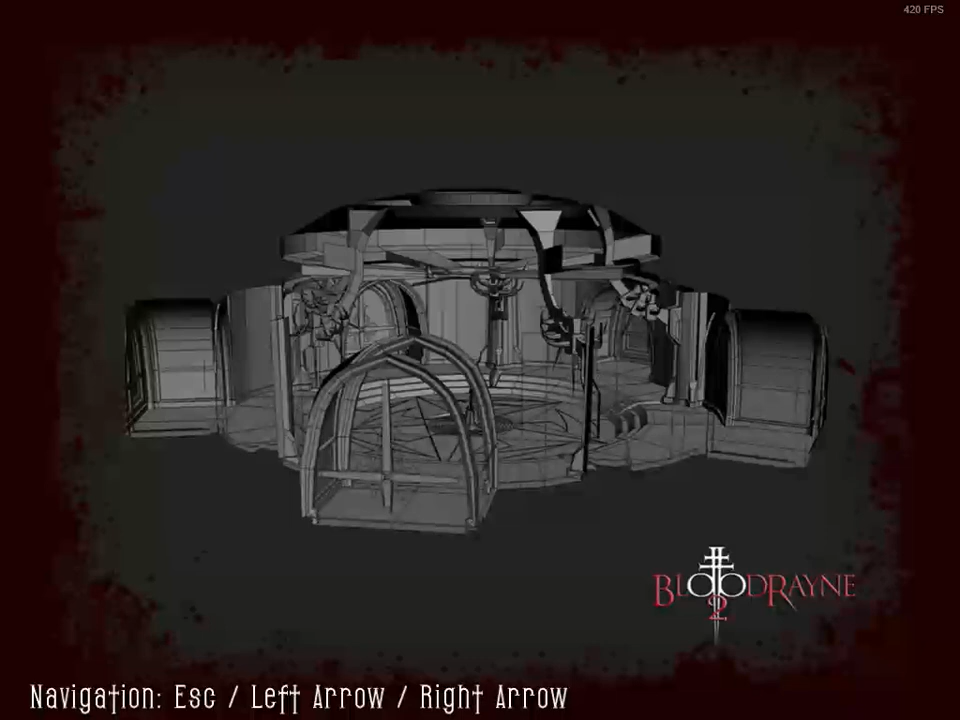 420 FPS
BLOODRAYNE
2
Navigation: Esc / Left Arrow / Right Arrow